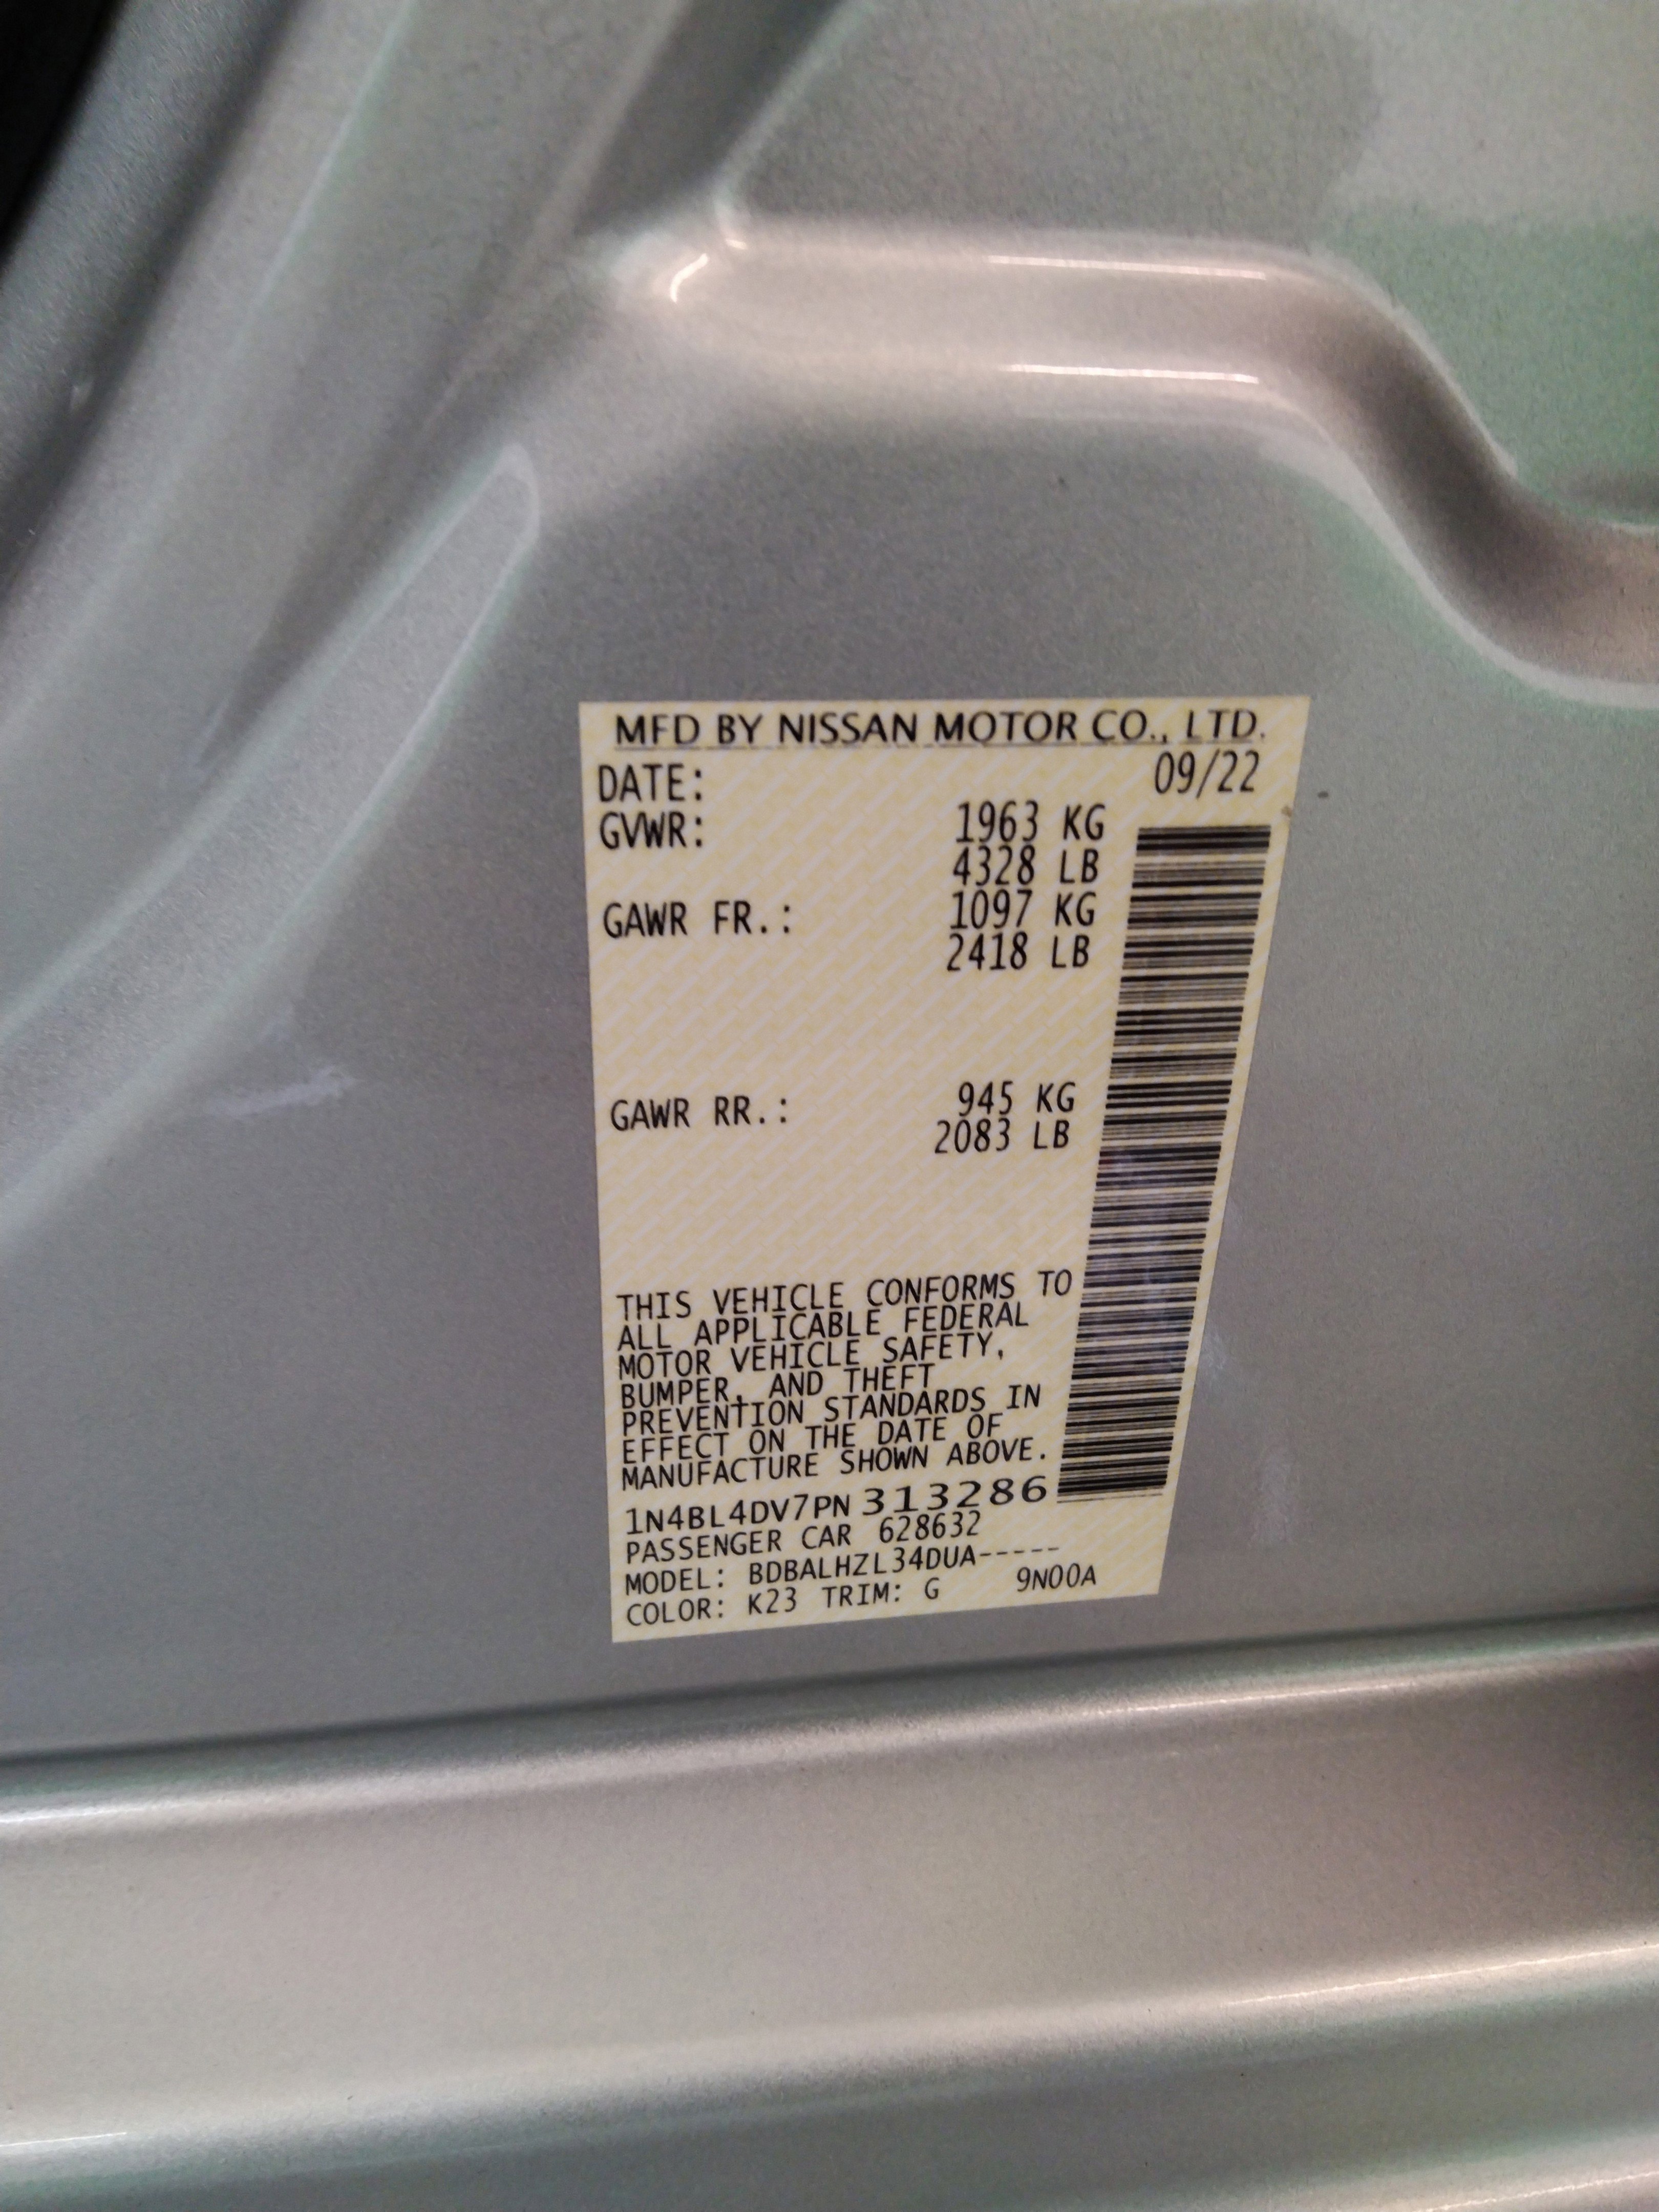 MFD BY NISSAN MOTOR CO., LTD.
DATE: 09/22
GVWR: 1963 KG
4328 LB
GAWR FR.: 1097 KG
2418 LB
GAWR RR.: 945 KG
2083 LB
THIS VEHICLE CONFORMS TO
ALL APPLICABLE FEDERAL
MOTOR VEHICLE SAFETY,
BUMPER, AND THEFT
PREVENTION STANDARDS IN
EFFECT ON THE DATE OF
MANUFACTURE SHOWN ABOVE.
1N4BL4DV7PN313286
PASSENGER CAR 628632
MODEL: BDBALHZL34DUA-----
COLOR: K23 TRIM: G 9N00A